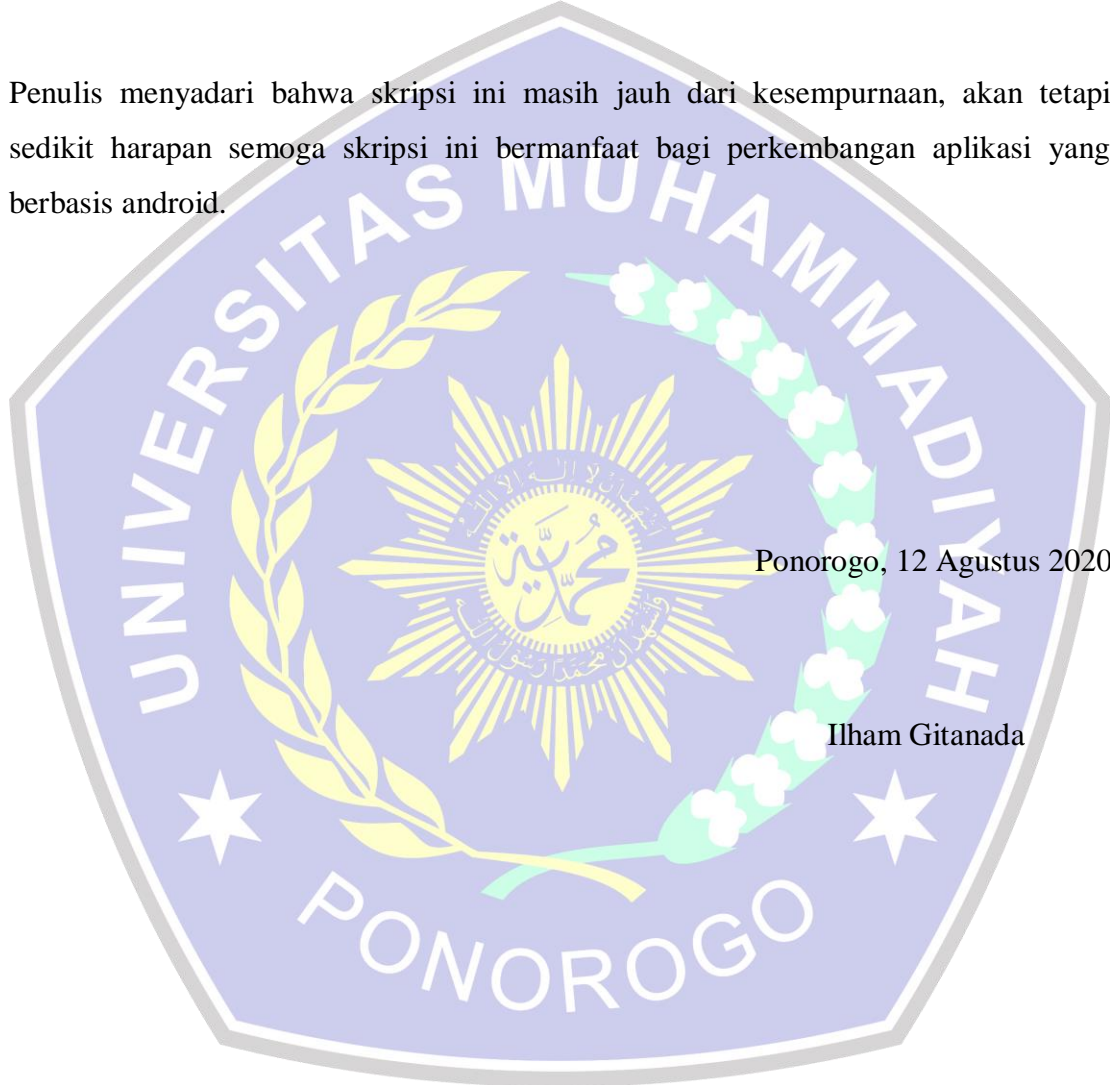 Penulis menyadari bahwa skripsi ini masih jauh dari kesempurnaan, akan tetapi
sedikit harapan semoga skripsi ini bermanfaat bagi perkembangan aplikasi yang
berbasis android.
UNIVERSITAS MUHAMMADIYAH
محمدية
Ponorogo, 12 Agustus 2020
Ilham Gitanada
PONOROGO